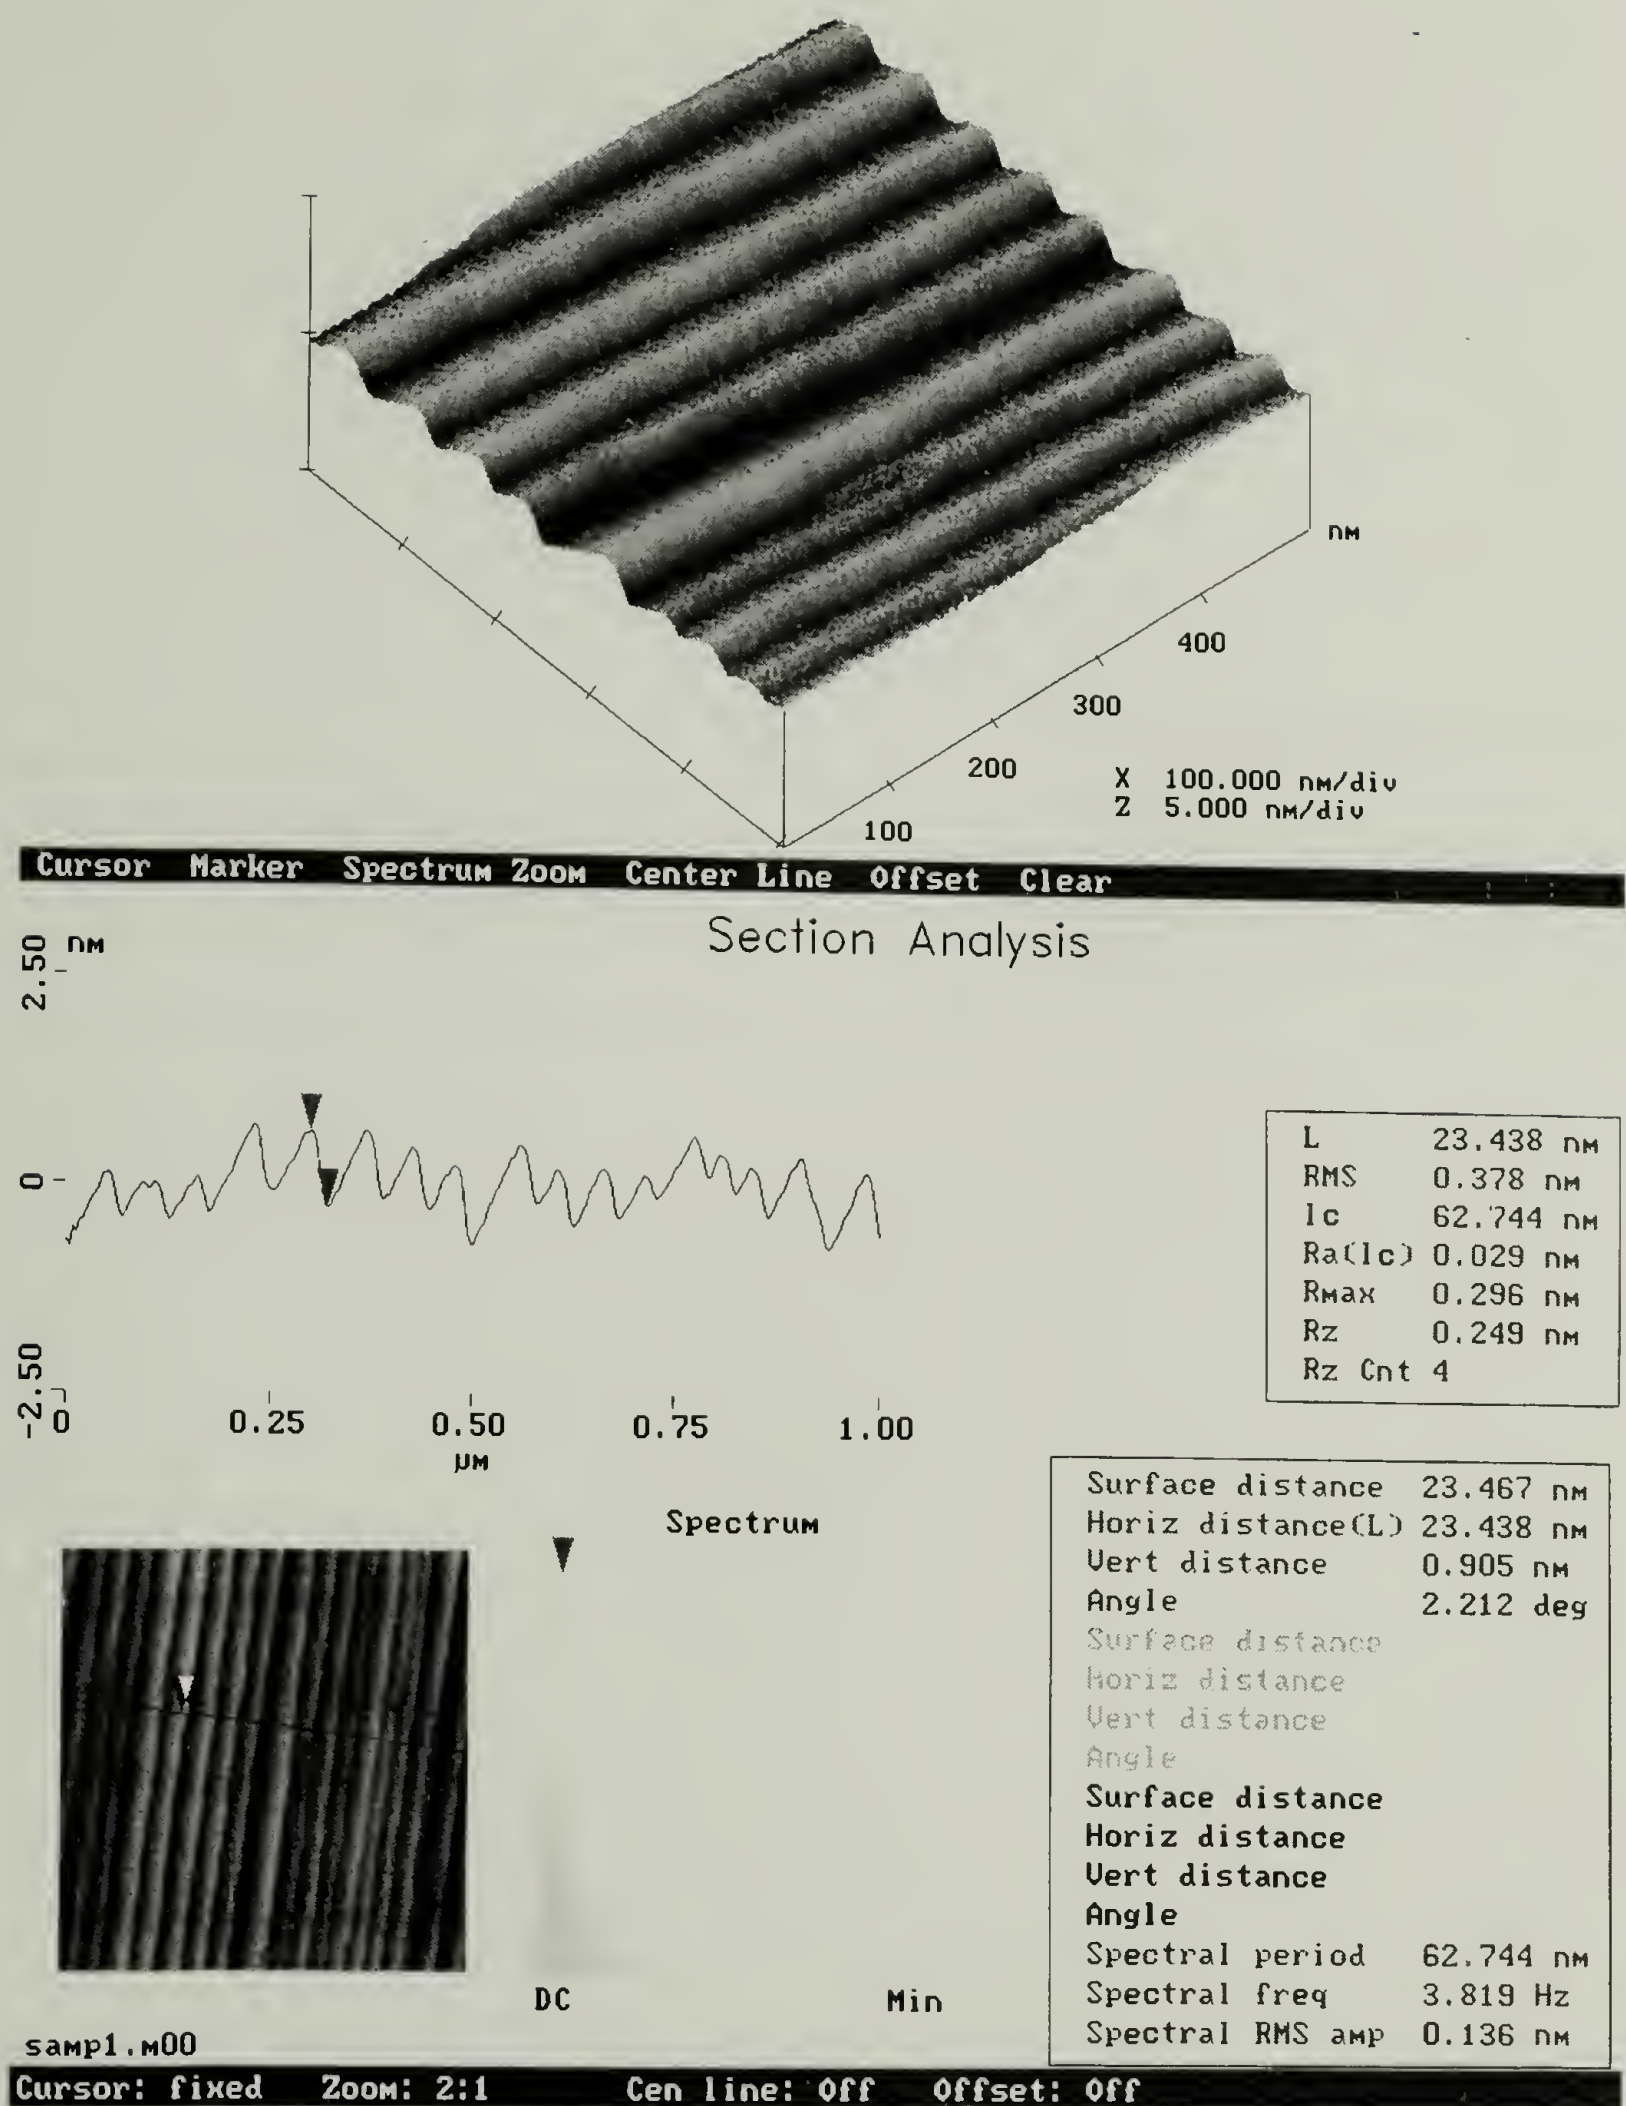 nm
400
300
200
100
X 100.000 nm/div
Z 5.000 nm/div
Cursor Marker Spectrum Zoom Center Line Offset Clear
Section Analysis
2.50 nm
0
-2.50
0 0.25 0.50 0.75 1.00
µm
L 23.438 nm
RMS 0.378 nm
lc 62.744 nm
Ra(lc) 0.029 nm
Rmax 0.296 nm
Rz 0.249 nm
Rz Cnt 4
Spectrum
DC Min
Surface distance 23.467 nm
Horiz distance(L) 23.438 nm
Vert distance 0.905 nm
Angle 2.212 deg
Surface distance
Horiz distance
Vert distance
Angle
Surface distance
Horiz distance
Vert distance
Angle
Spectral period 62.744 nm
Spectral freq 3.819 Hz
Spectral RMS amp 0.136 nm
samp1.m00
Cursor: fixed Zoom: 2:1 Cen line: Off Offset: Off